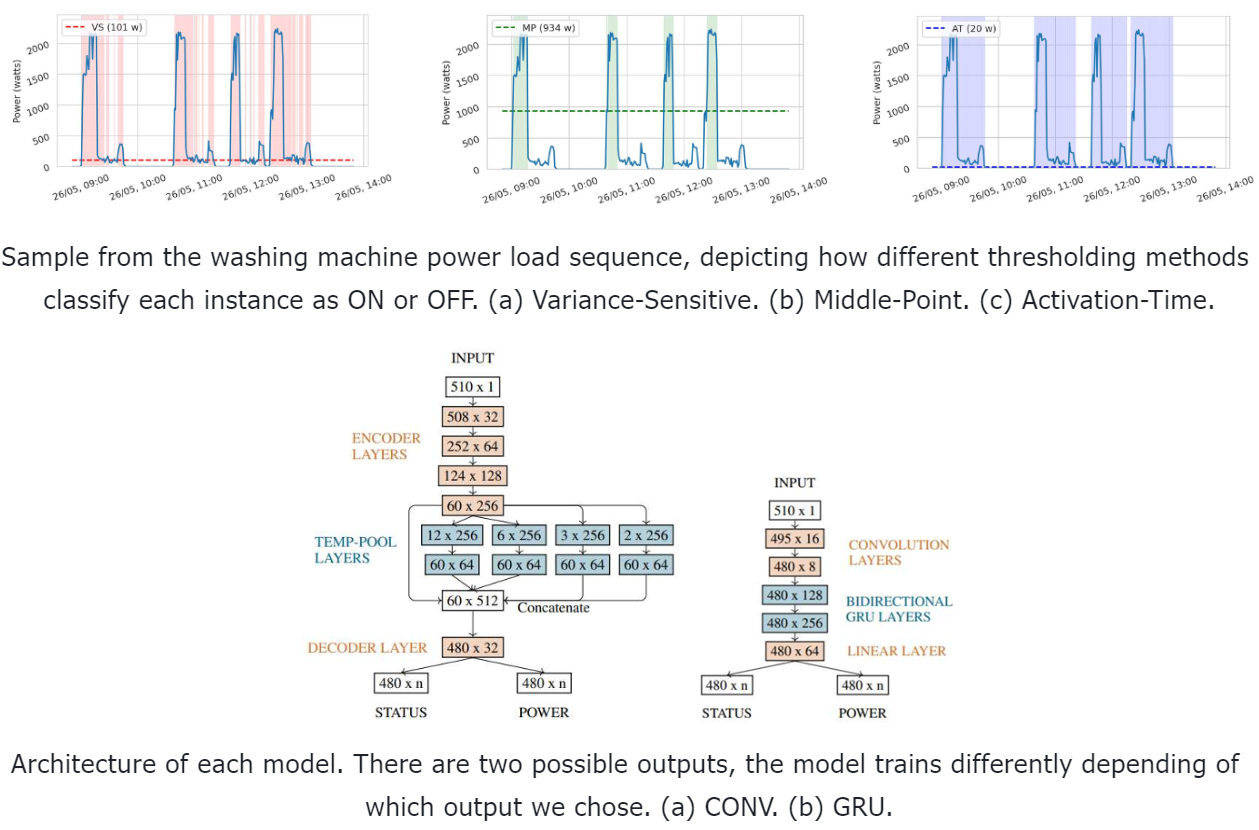 VS (101 w)
2000
1500
1000
500
0
Power (watts)
26/05, 09:00
26/05, 10:00
26/05, 11:00
26/05, 12:00
26/05, 13:00
26/05, 14:00
MP (934 w)
2000
1500
1000
500
0
Power (watts)
26/05, 09:00
26/05, 10:00
26/05, 11:00
26/05, 12:00
26/05, 13:00
26/05, 14:00
AT (20 w)
2000
1500
1000
500
0
Power (watts)
26/05, 09:00
26/05, 10:00
26/05, 11:00
26/05, 12:00
26/05, 13:00
26/05, 14:00
Sample from the washing machine power load sequence, depicting how different thresholding methods
classify each instance as ON or OFF. (a) Variance-Sensitive. (b) Middle-Point. (c) Activation-Time.
INPUT
510 x 1
508 x 32
ENCODER
LAYERS
252 x 64
124 x 128
60 x 256
TEMP-POOL
LAYERS
12 x 256 6 x 256 3 x 256 2 x 256
60 x 64 60 x 64 60 x 64 60 x 64
60 x 512
Concatenate
DECODER LAYER
480 x 32
480 x n 480 x n
STATUS POWER
INPUT
510 x 1
495 x 16
CONVOLUTION
LAYERS
480 x 8
480 x 128
BIDIRECTIONAL
GRU LAYERS
480 x 256
480 x 64
LINEAR LAYER
480 x n 480 x n
STATUS POWER
Architecture of each model. There are two possible outputs, the model trains differently depending of
which output we chose. (a) CONV. (b) GRU.